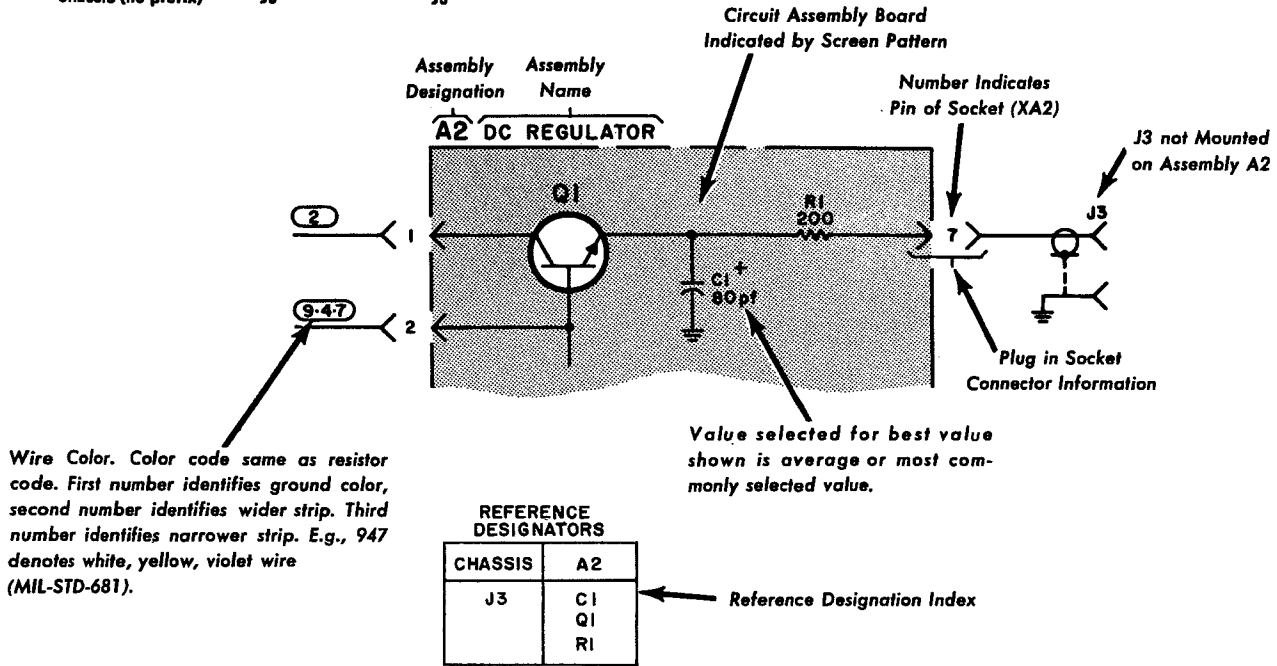 Chassis (no prefix) J3 J3
Circuit Assembly Board
Indicated by Screen Pattern
Assembly
Designation
Assembly
Name
Number Indicates
Pin of Socket (XA2)
J3 not Mounted
on Assembly A2
A2 DC REGULATOR
Q1
R1
200
2
1
7
J3
C1 +
80pf
9-4-7
2
Plug in Socket
Connector Information
Value selected for best value
shown is average or most com-
monly selected value.
Wire Color. Color code same as resistor
code. First number identifies ground color,
second number identifies wider strip. Third
number identifies narrower strip. E.g., 947
denotes white, yellow, violet wire
(MIL-STD-681).
REFERENCE
DESIGNATORS
CHASSIS A2
J3 C1
Q1
R1
Reference Designation Index